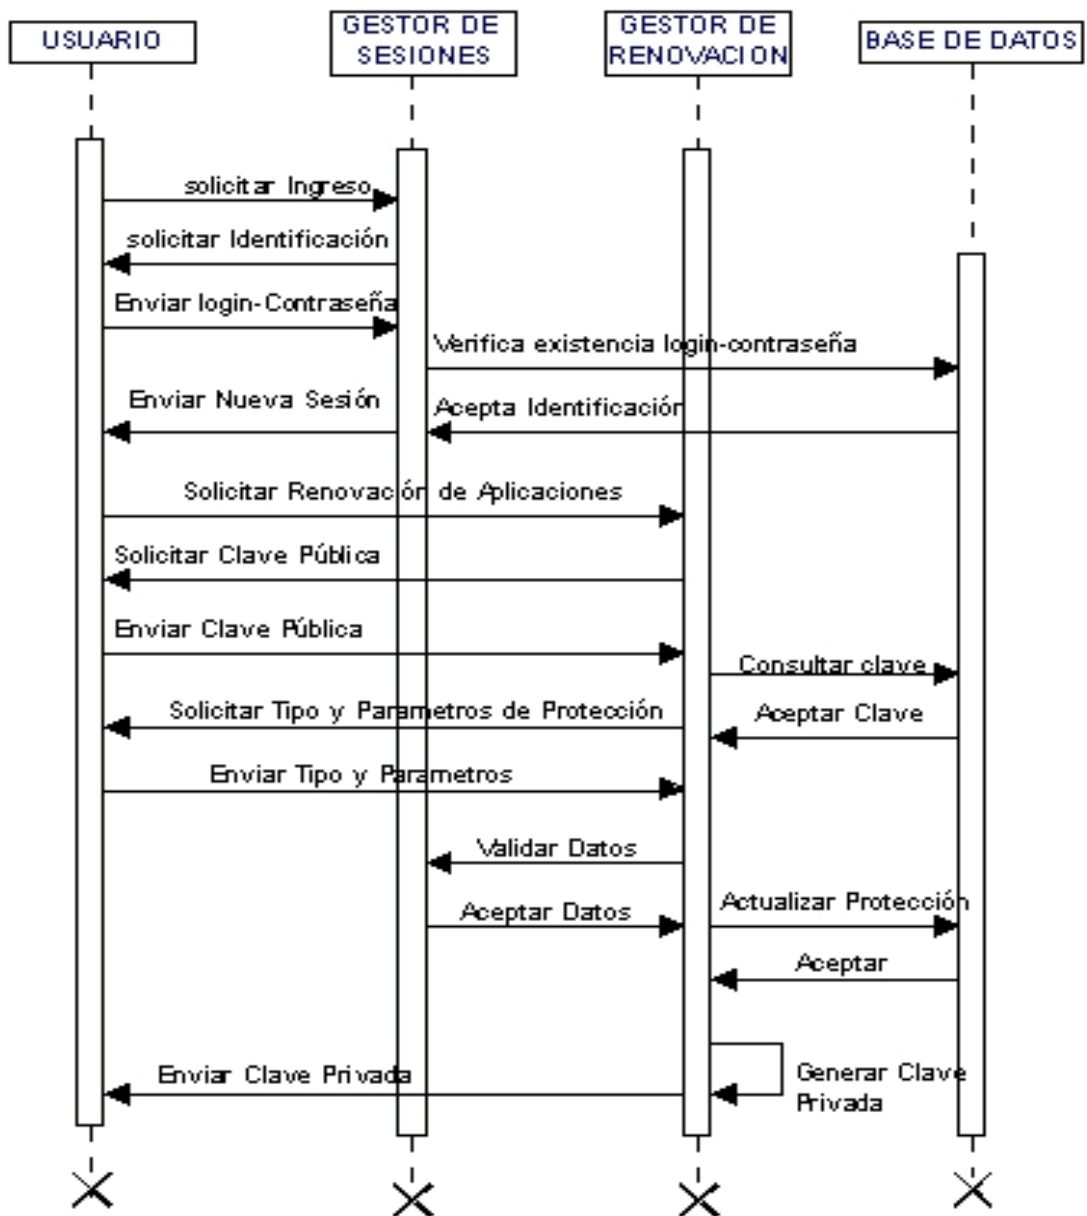 USUARIO
GESTOR DE
SESIONES
GESTOR DE
RENOVACION
BASE DE DATOS
solicitar Ingreso
solicitar Identificación
Enviar login-Contraseña
Verifica existencia login-contraseña
Enviar Nueva Sesión
Acepta Identificación
Solicitar Renovación de Aplicaciones
Solicitar Clave Pública
Enviar Clave Pública
Consultar clave
Solicitar Tipo y Parametros de Protección
Aceptar Clave
Enviar Tipo y Parametros
Validar Datos
Actualizar Protección
Aceptar Datos
Aceptar
Enviar Clave Privada
Generar Clave
Privada